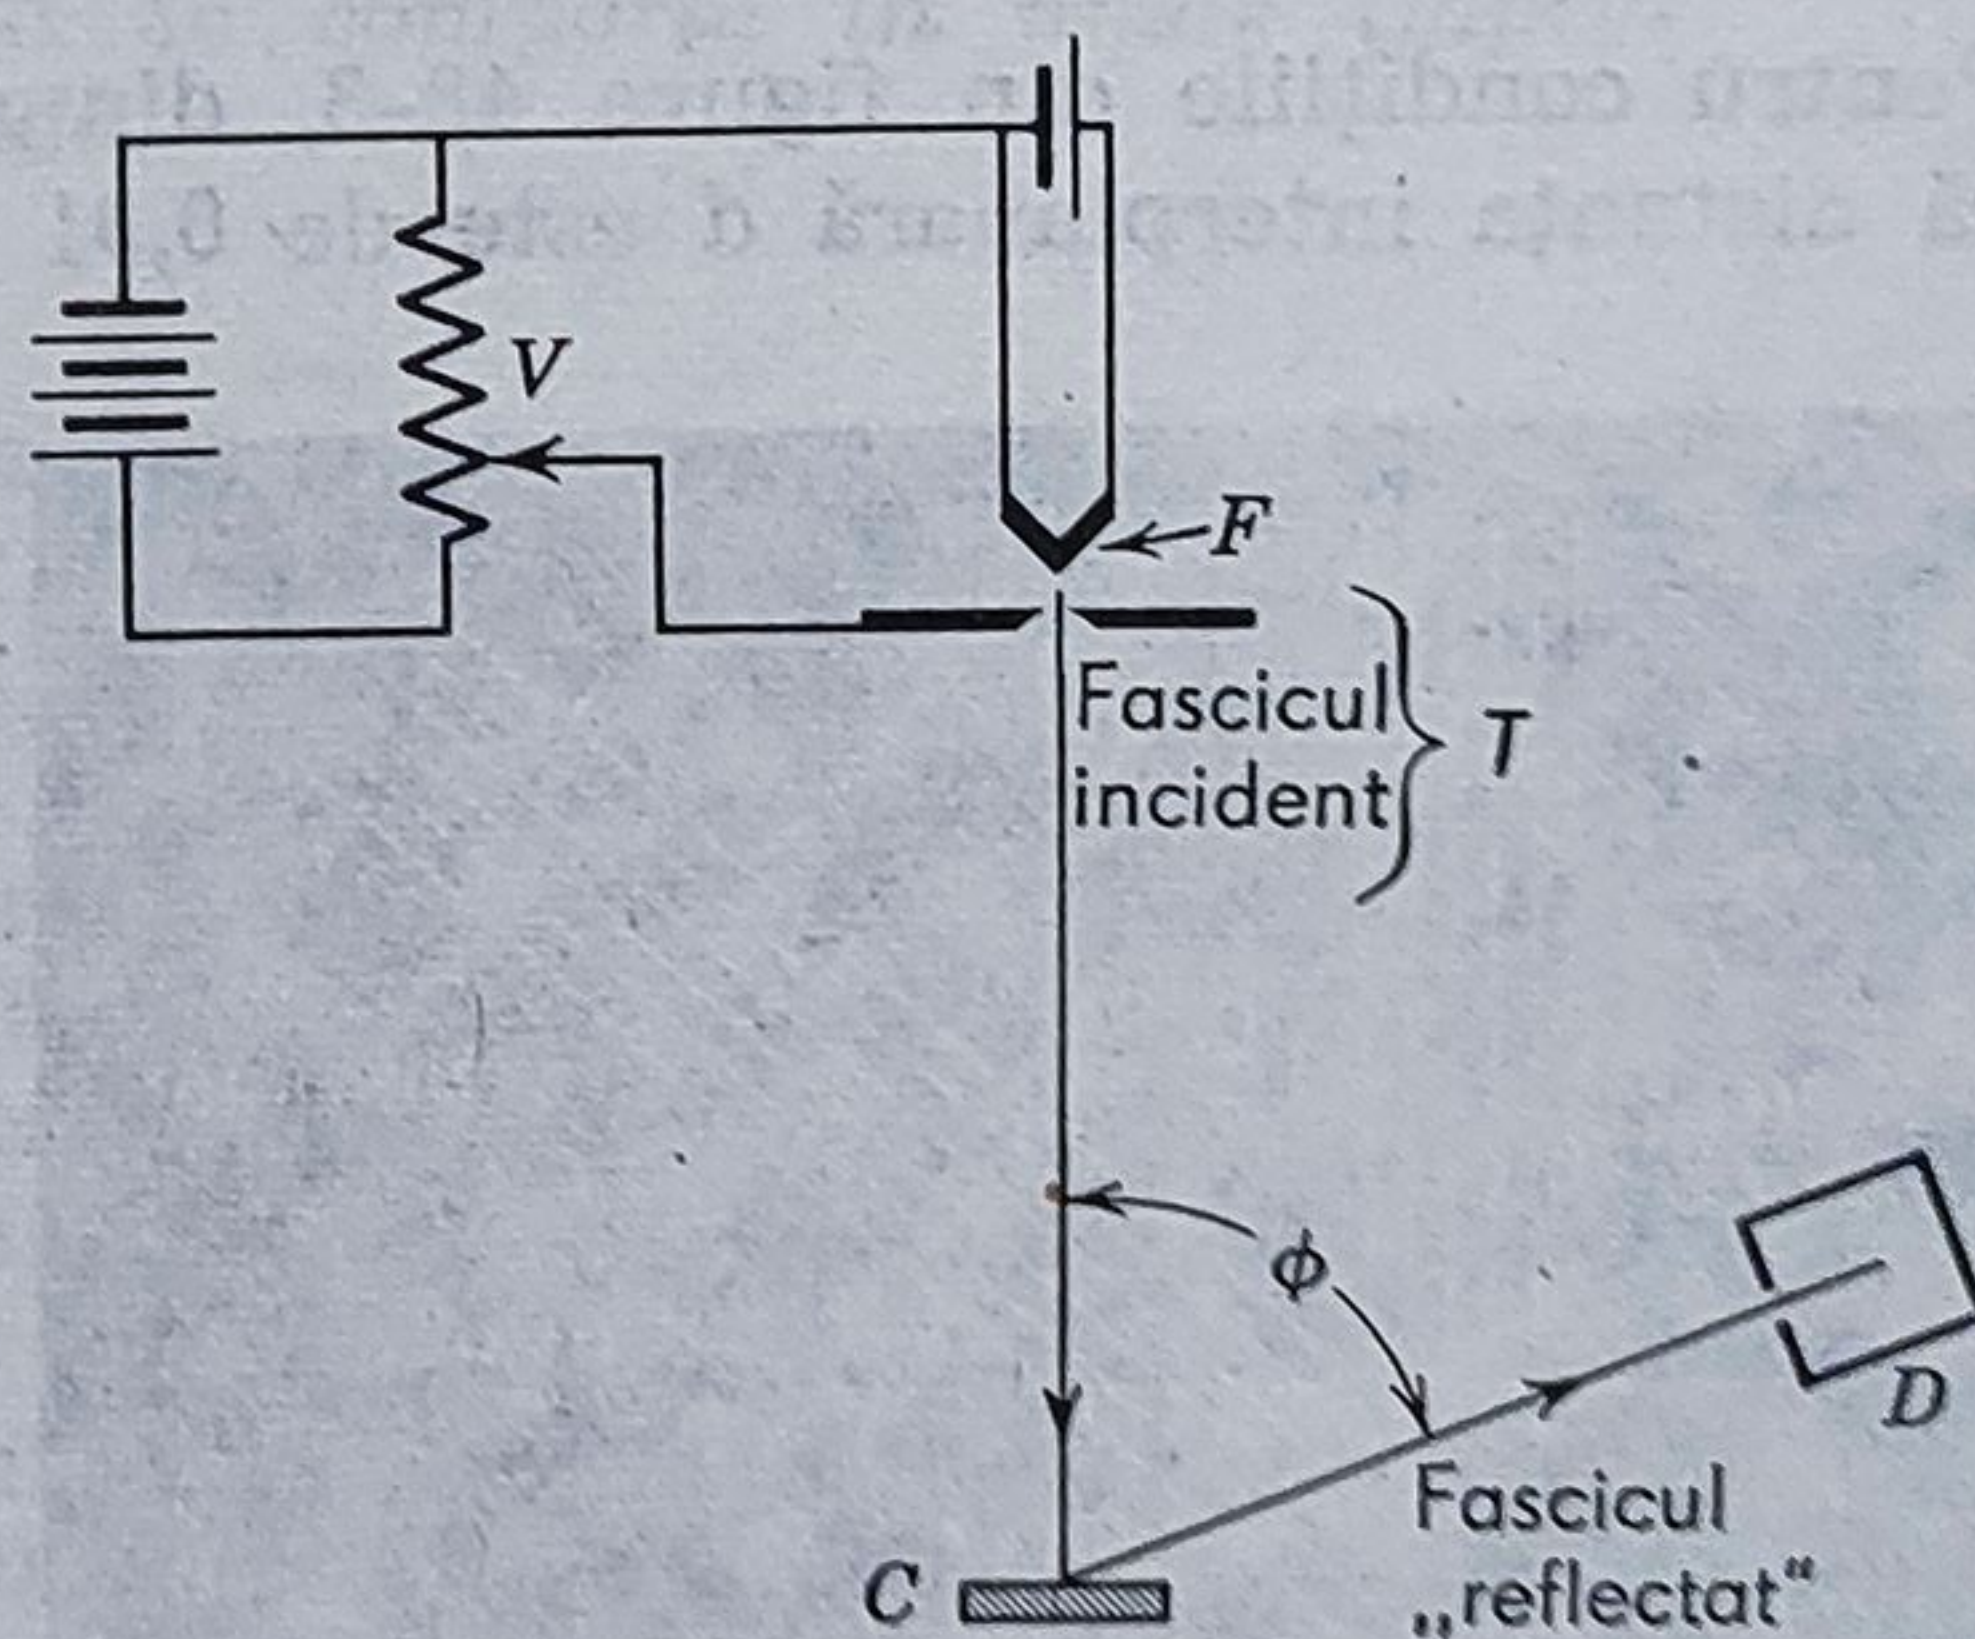 V
F
Fascicul
incident
T
ϕ
D
Fascicul
„reflectat“
C